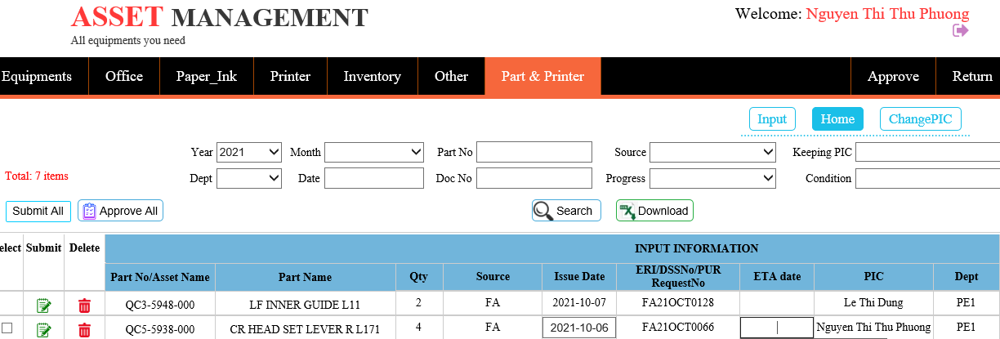 ASSET MANAGEMENT
All equipments you need
Welcome: Nguyen Thi Thu Phuong
Equipments Office Paper_Ink Printer Inventory Other Part & Printer Approve Return
Input Home ChangePIC
Year 2021 Month Part No Source Keeping PIC
Total: 7 items
Dept Date Doc No Progress Condition
Submit All Approve All Search Download
elect Submit Delete INPUT INFORMATION
Part No/Asset Name Part Name Qty Source Issue Date ERI/DSSNo/PUR RequestNo ETA date PIC Dept
QC3-5948-000 LF INNER GUIDE L11 2 FA 2021-10-07 FA21OCT0128 Le Thi Dung PE1
QC5-5938-000 CR HEAD SET LEVER R L171 4 FA 2021-10-06 FA21OCT0066 Nguyen Thi Thu Phuong PE1